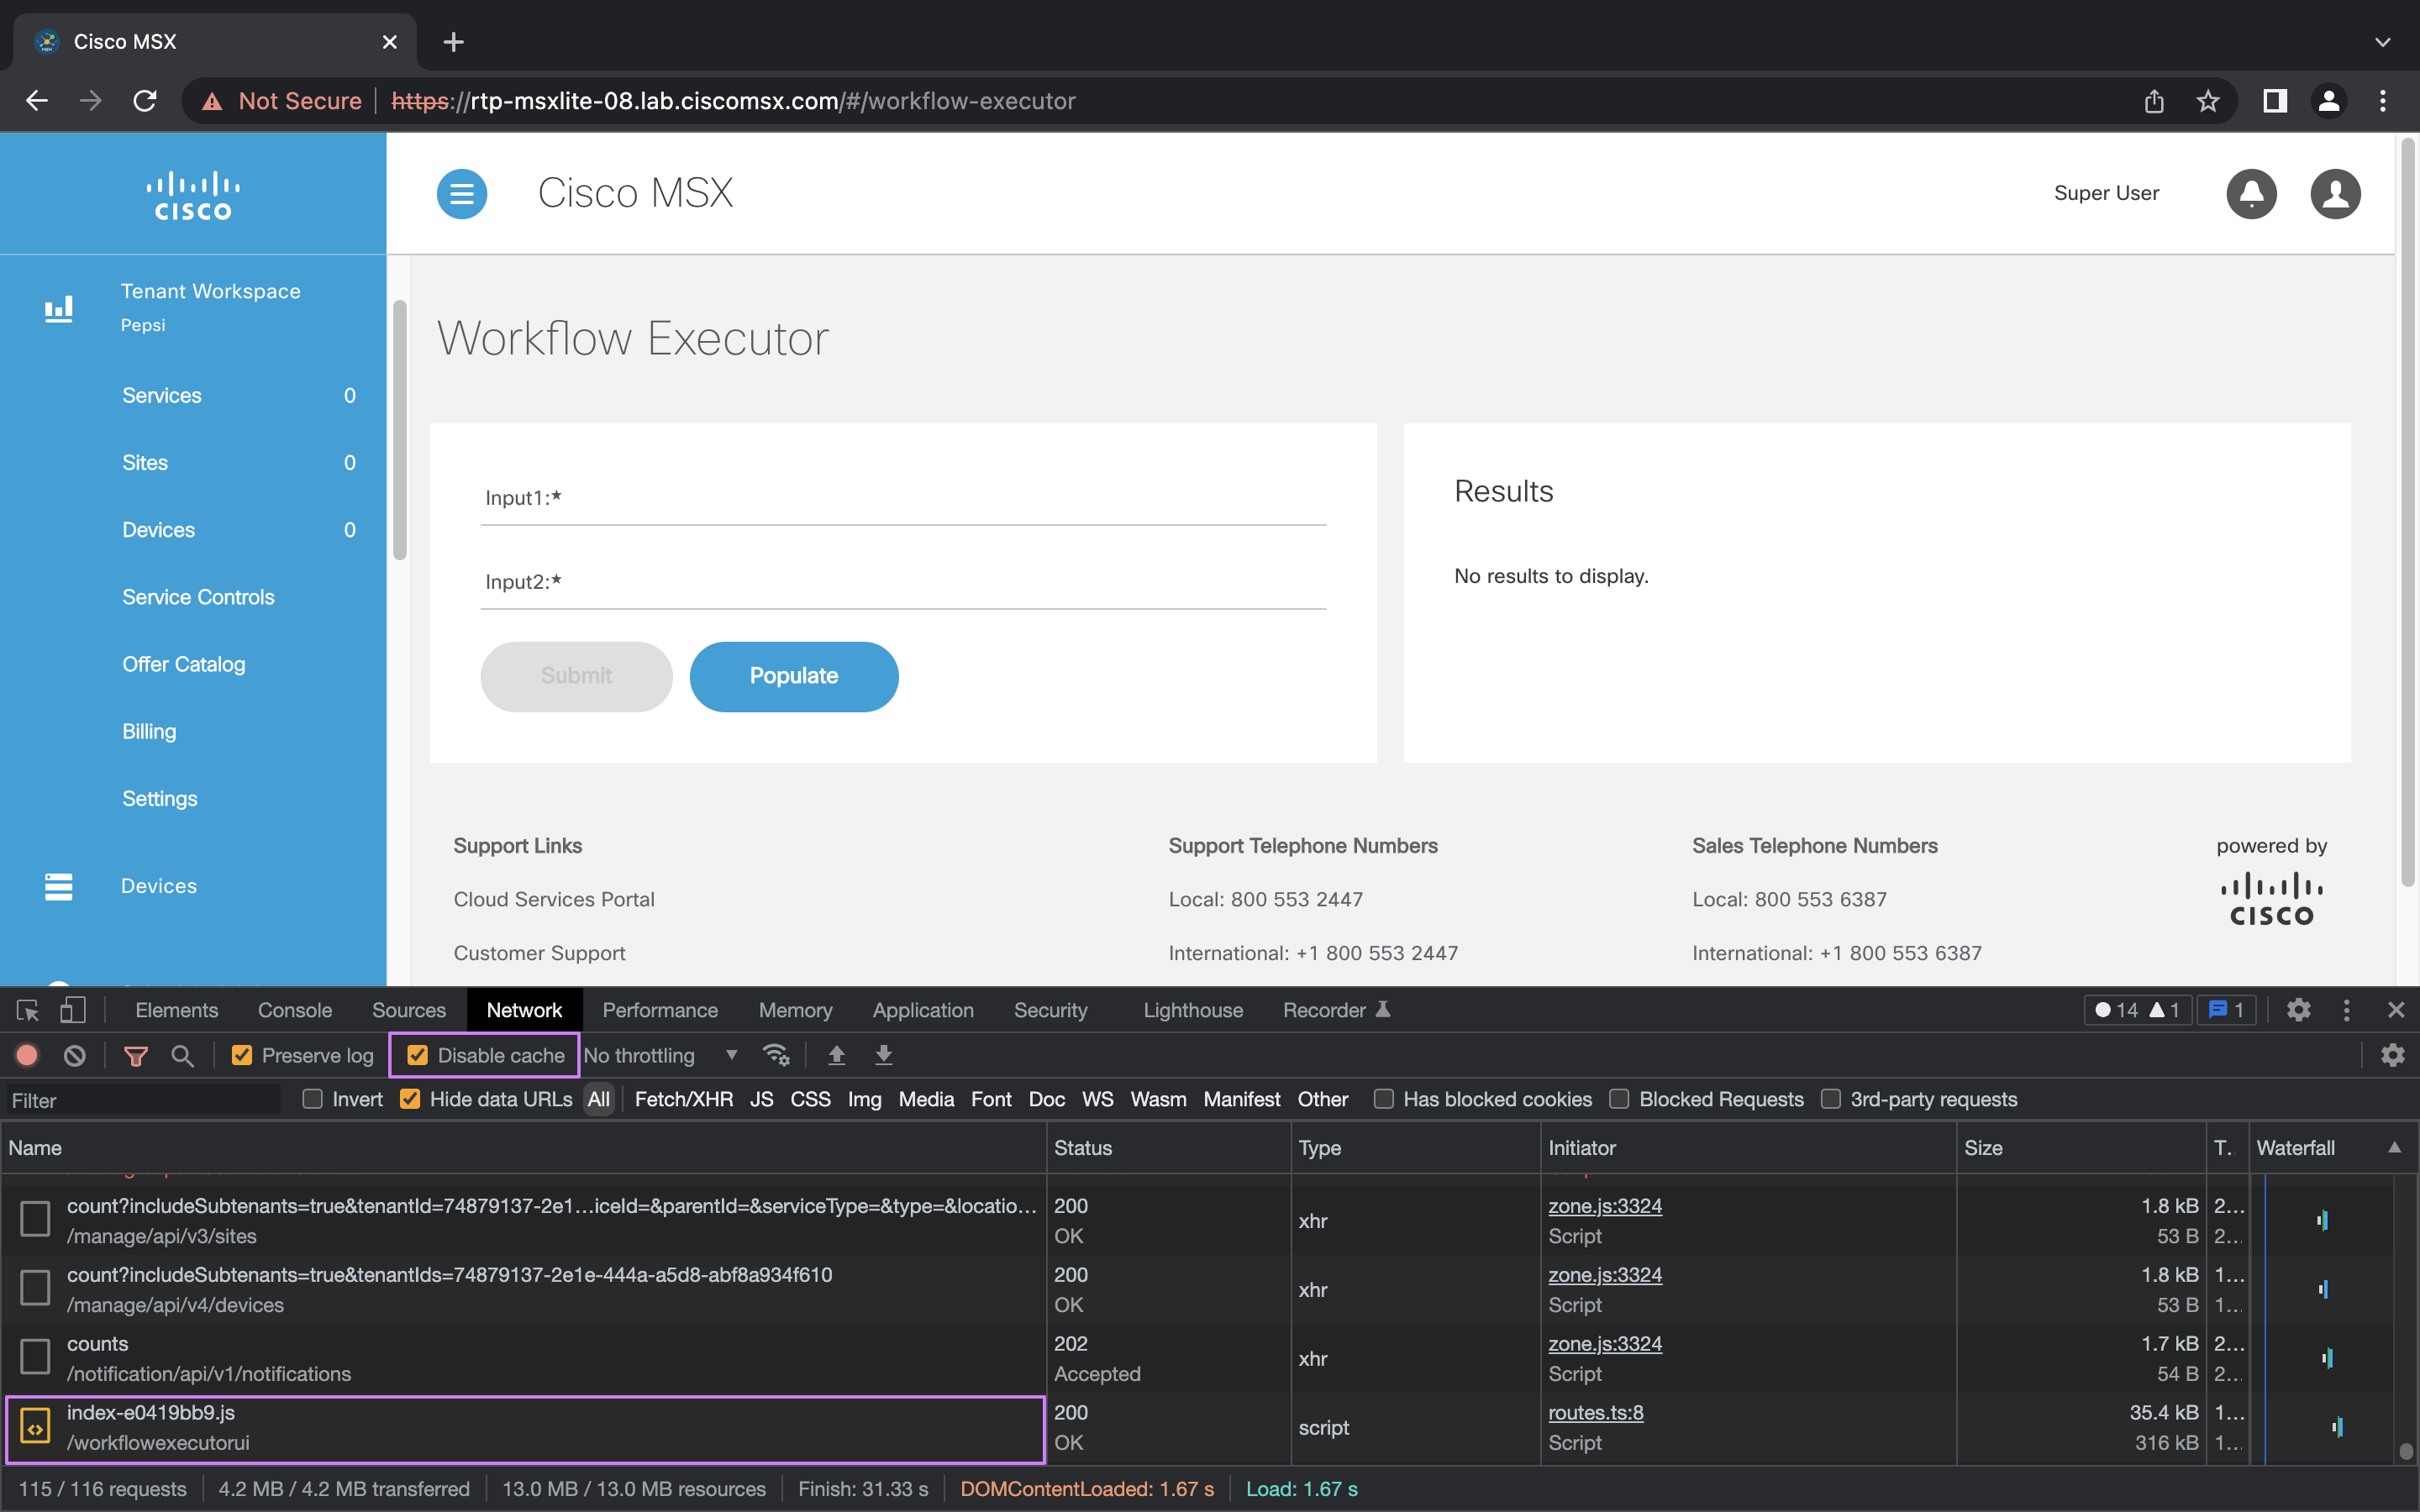 Cisco MSX
Not Secure
https://rtp-msxlite-08.lab.ciscomsx.com/#/workflow-executor
CISCO
Cisco MSX
Super User
Tenant Workspace
Pepsi
Services 0
Sites 0
Devices 0
Service Controls
Offer Catalog
Billing
Settings
Devices
Workflow Executor
Input1:*
Input2:*
Submit Populate
Results
No results to display.
Support Links
Cloud Services Portal
Customer Support
Support Telephone Numbers
Local: 800 553 2447
International: +1 800 553 2447
Sales Telephone Numbers
Local: 800 553 6387
International: +1 800 553 6387
powered by
CISCO
Elements Console Sources Network Performance Memory Application Security Lighthouse Recorder 14 1 1
Preserve log Disable cache No throttling
Filter Invert Hide data URLs All Fetch/XHR JS CSS Img Media Font Doc WS Wasm Manifest Other Has blocked cookies Blocked Requests 3rd-party requests
Name Status Type Initiator Size T. Waterfall
count?includeSubtenants=true&tenantId=74879137-2e1...iceId=&parentId=&serviceType=&type=&locatio... 200 xhr zone.js:3324 1.8 kB 2...
/manage/api/v3/sites OK Script 53 B 2...
count?includeSubtenants=true&tenantIds=74879137-2e1e-444a-a5d8-abf8a934f610 200 xhr zone.js:3324 1.8 kB 1...
/manage/api/v4/devices OK Script 53 B 1...
counts 202 xhr zone.js:3324 1.7 kB 2...
/notification/api/v1/notifications Accepted Script 54 B 2...
index-e0419bb9.js 200 script routes.ts:8 35.4 kB 1...
/workflowexecutorui OK Script 316 kB 1...
115 / 116 requests 4.2 MB / 4.2 MB transferred 13.0 MB / 13.0 MB resources Finish: 31.33 s DOMContentLoaded: 1.67 s Load: 1.67 s